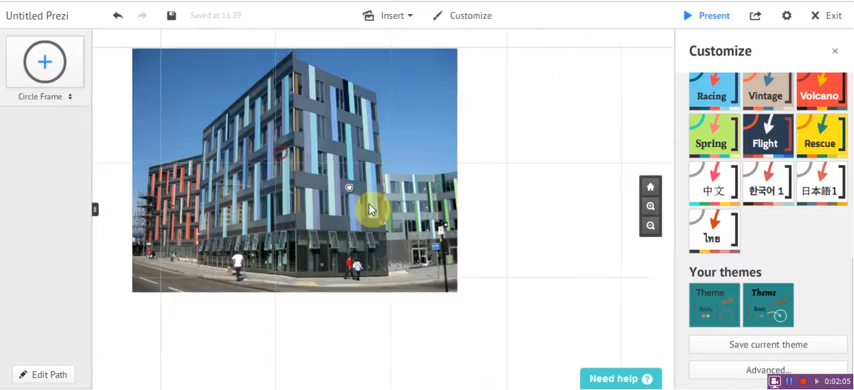 Untitled Prezi
Saved at 16:39
Insert
Customize
Present
Exit
Circle Frame
Edit Path
Customize
Racing
Vintage
Volcano
Spring
Flight
Rescue
中文
한국어 1
日本語1
ไทย
Your themes
Theme
Body
Theme
Body
Save current theme
Advanced...
Need help ?
0:02:05